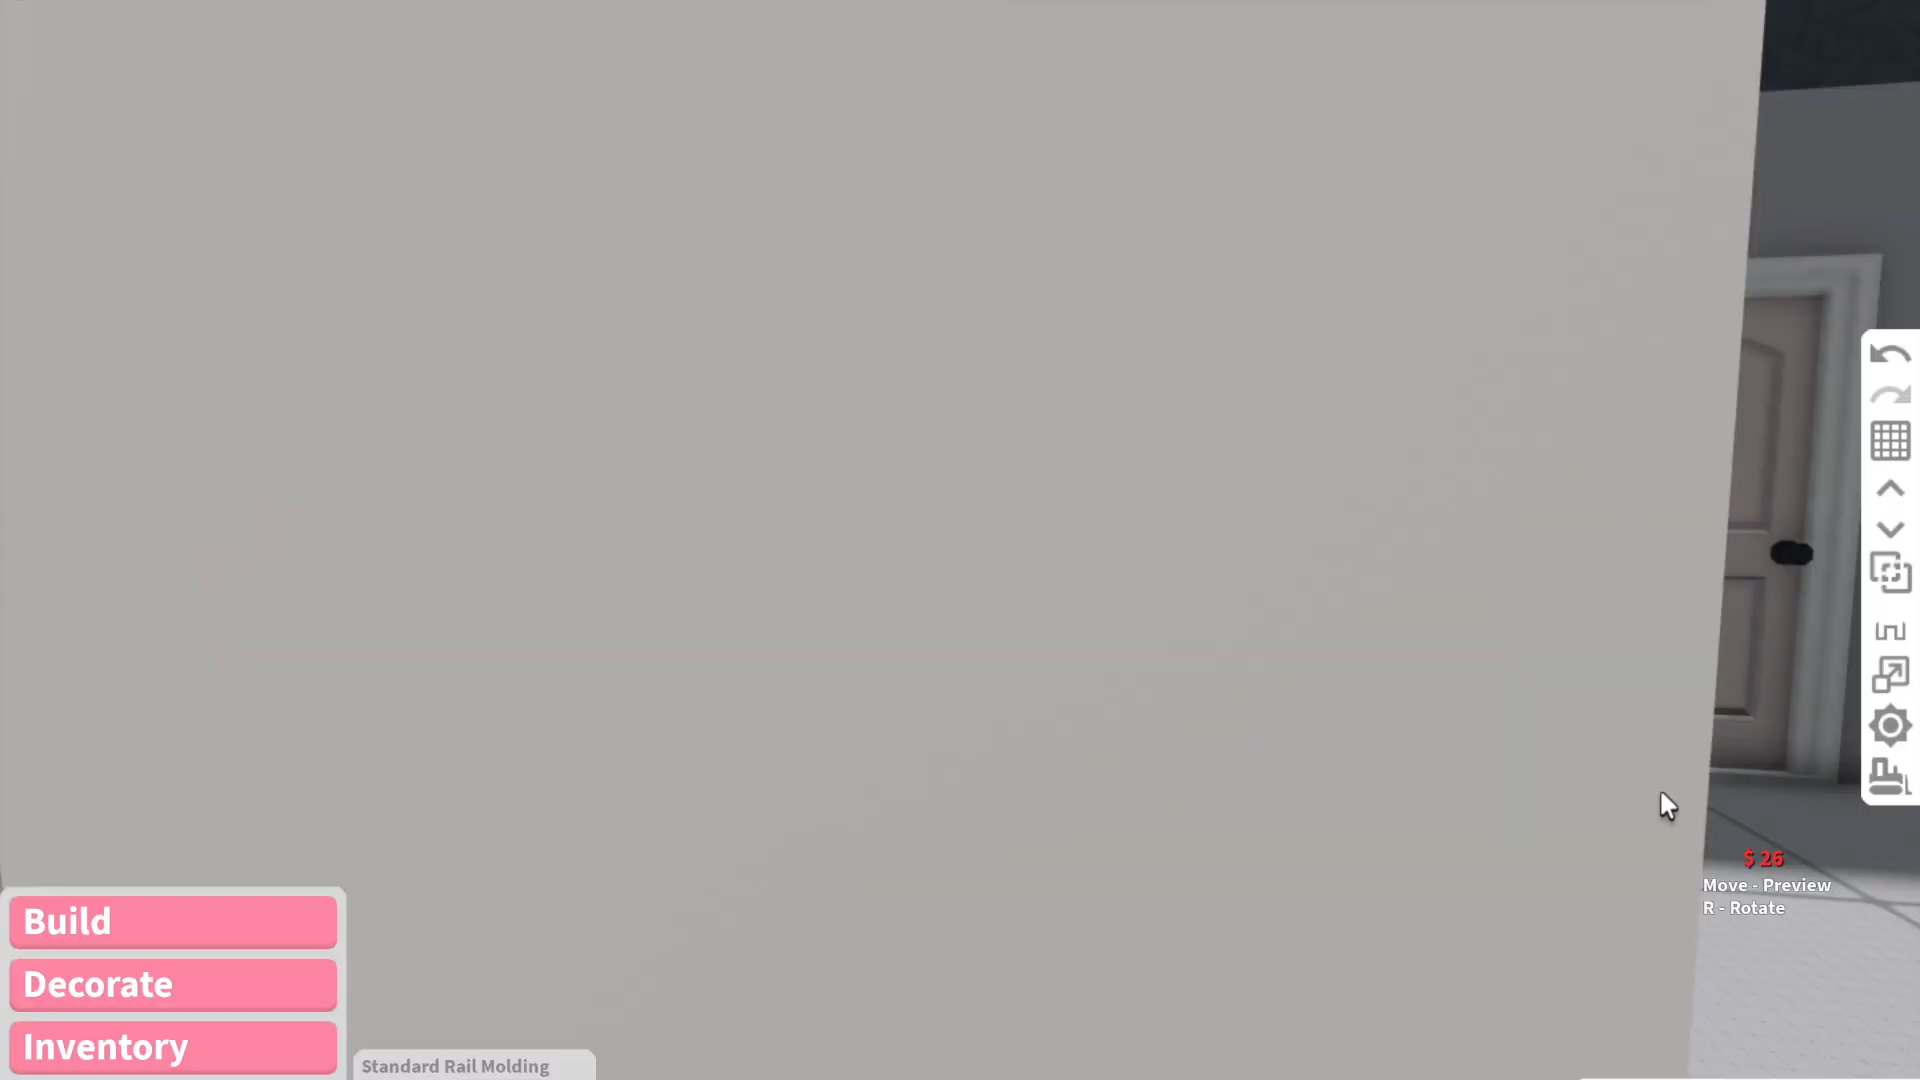 $ 26
Move - Preview
R - Rotate
Build
Decorate
Inventory
Standard Rail Molding